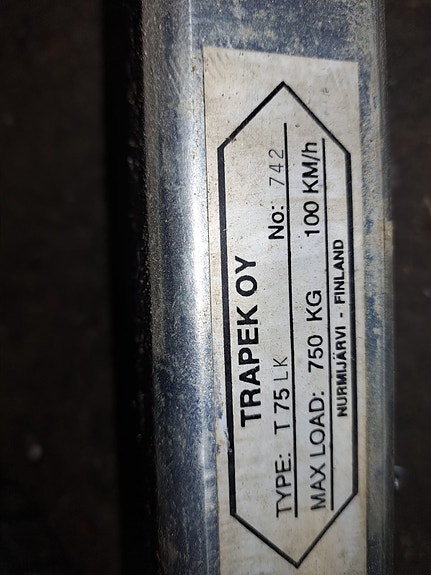 TRAPEK OY
TYPE: T 75 LK No: 742
MAX LOAD: 750 KG 100 KM/h
NURMIJÄRVI - FINLAND